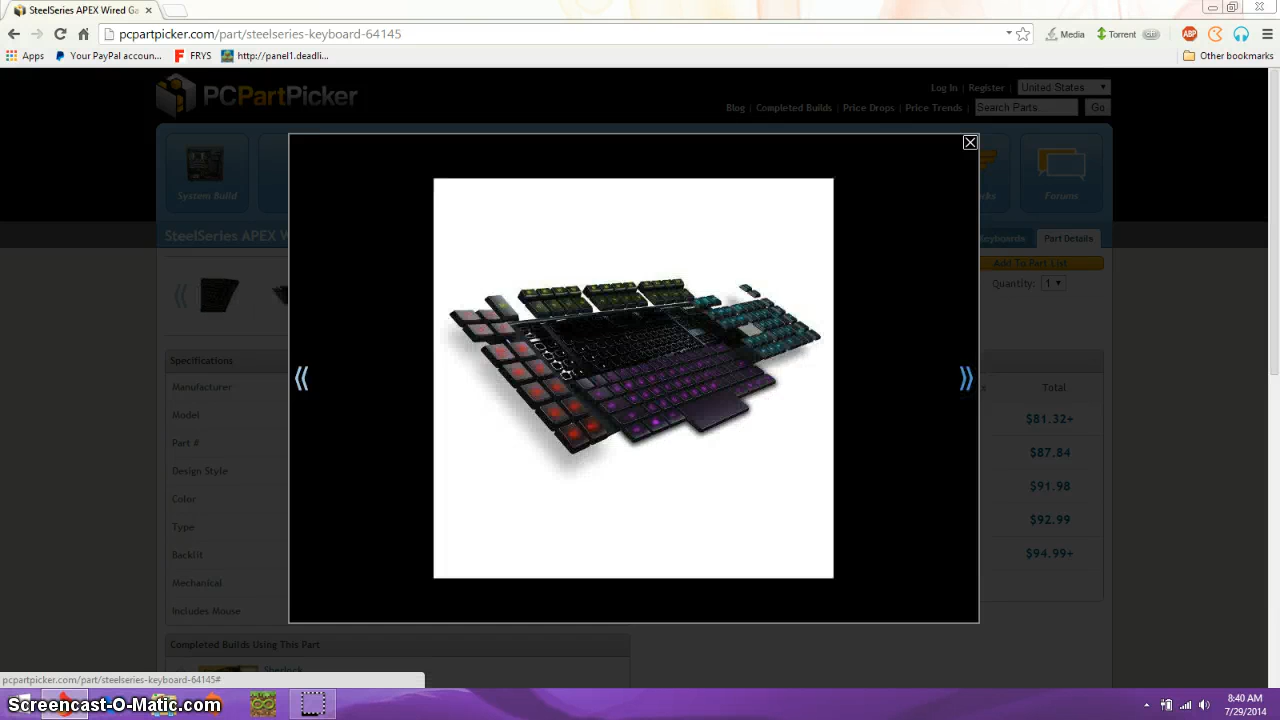 SteelSeries APEX Wired Ga
pcpartpicker.com/part/steelseries-keyboard-64145
Media
Torrent
ABP
Apps
Your PayPal accoun...
FRYS
http://panel1.deadli...
Other bookmarks
PCPartPicker
Log In | Register |
United States
Blog | Completed Builds | Price Drops | Price Trends |
Search Parts
Go
System Build
Forums
SteelSeries APEX W
Keyboards
Part Details
Add To Part List
Quantity: 1
Specifications
Manufacturer
Model
Part #
Design Style
Color
Type
Backlit
Mechanical
Includes Mouse
Total
$81.32+
$87.84
$91.98
$92.99
$94.99+
Completed Builds Using This Part
Sherlock
pcpartpicker.com/part/steelseries-keyboard-64145#
Screencast-O-Matic.com
8:40 AM
7/29/2014